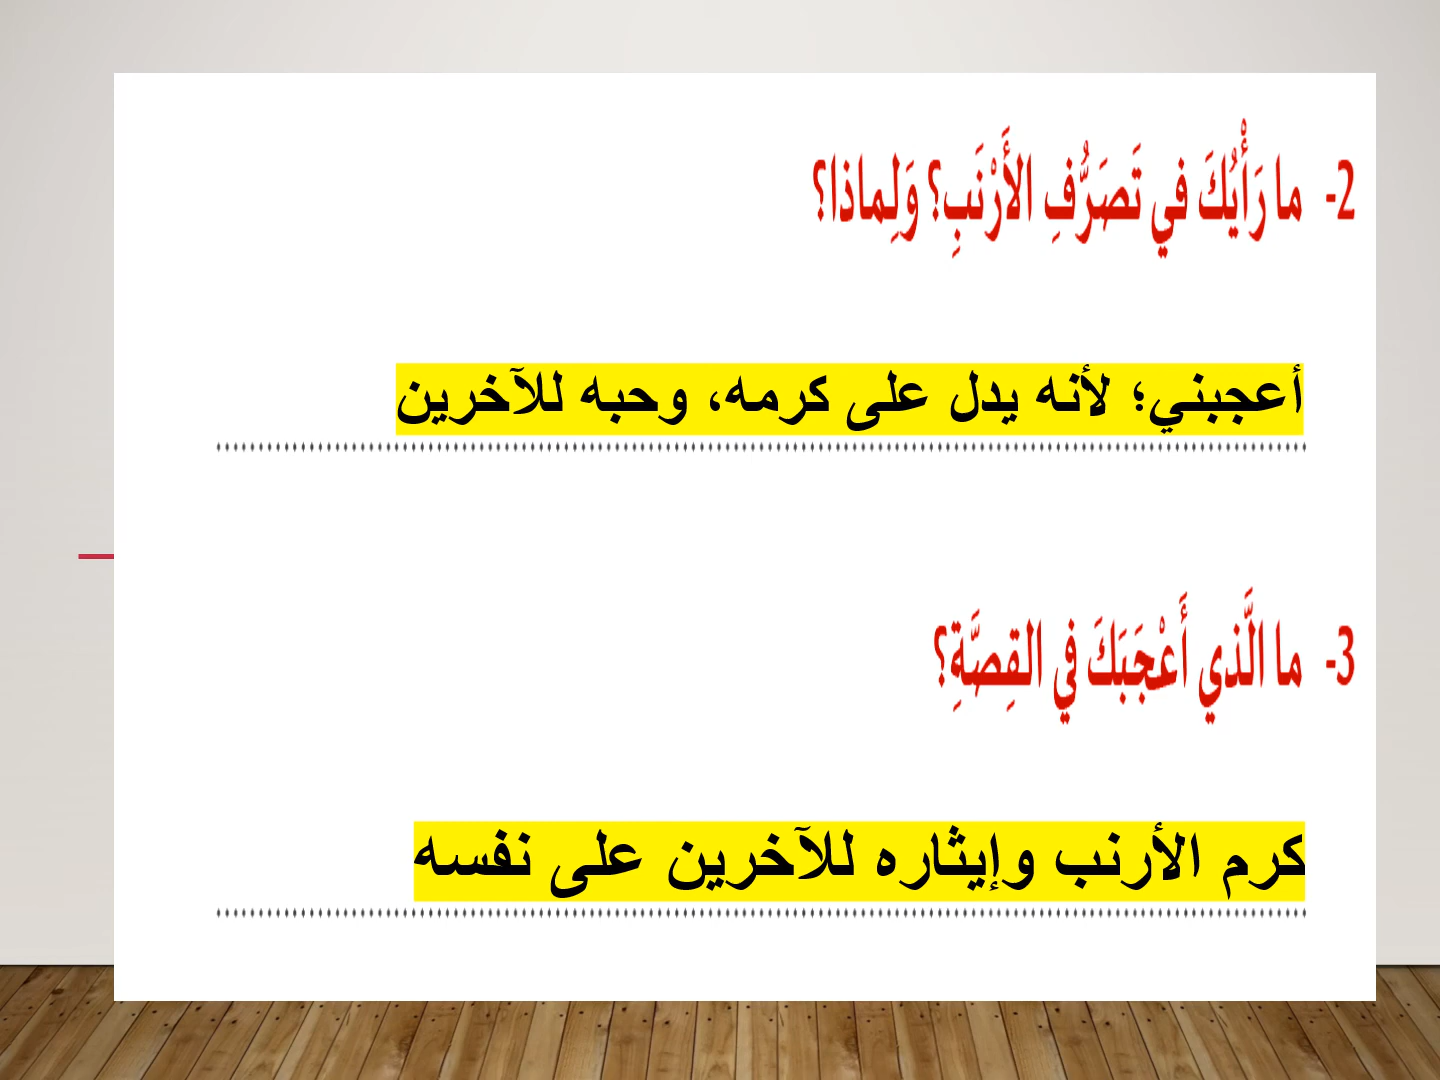 2- ما رَأْيُكَ في تَصَرُّفِ الأَرْنَبِ؟ وَلِماذا؟
أعجبني؛ لأنه يدل على كرمه، وحبه للآخرين
3- ما الَّذي أَعْجَبَكَ في القِصَّةِ؟
كرم الأرنب وإيثاره للآخرين على نفسه